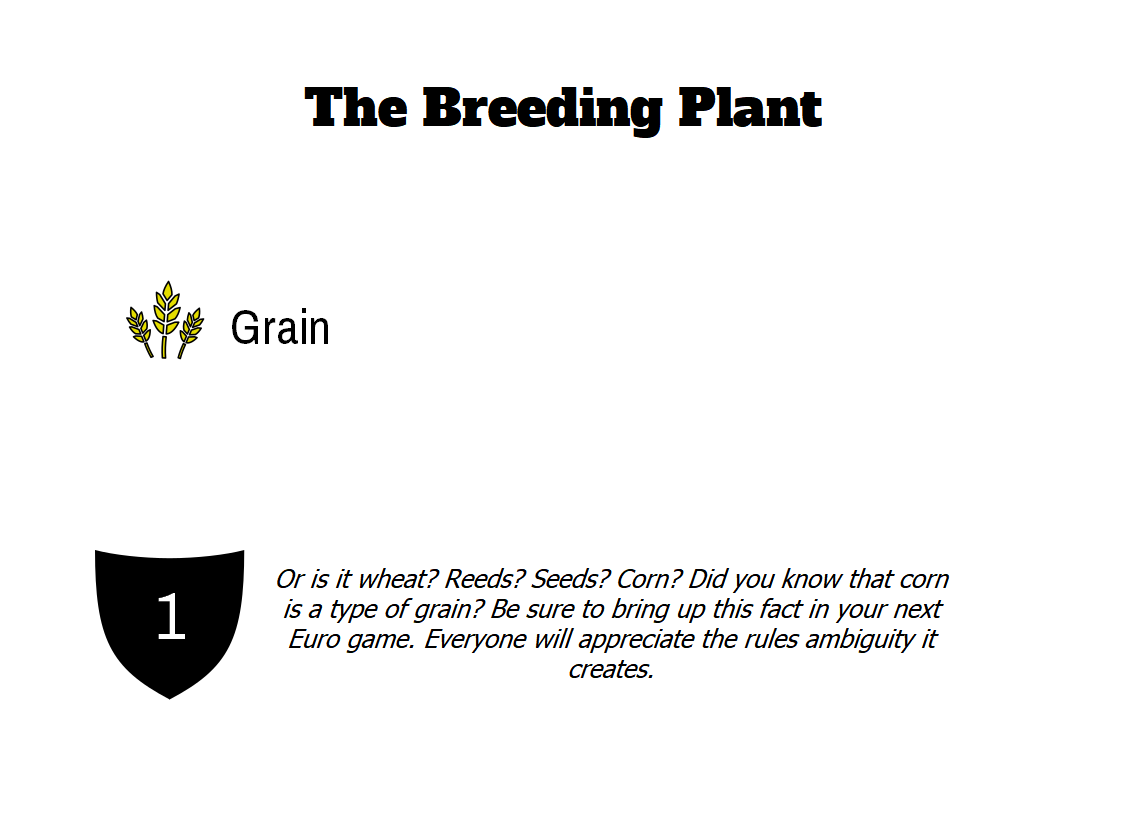 The Breeding Plant
Grain
1
Or is it wheat? Reeds? Seeds? Corn? Did you know that corn
is a type of grain? Be sure to bring up this fact in your next
Euro game. Everyone will appreciate the rules ambiguity it
creates.